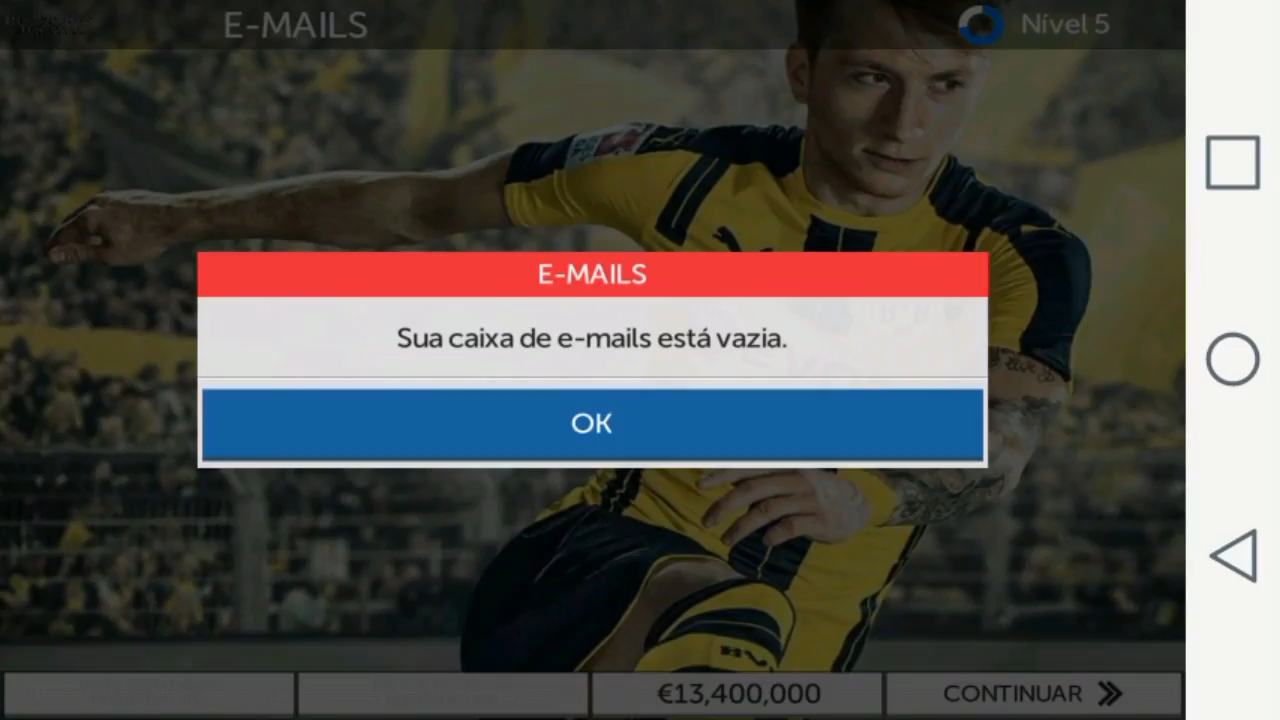 E-MAILS
Nível 5
E-MAILS
Sua caixa de e-mails está vazia.
OK
€13,400,000
CONTINUAR